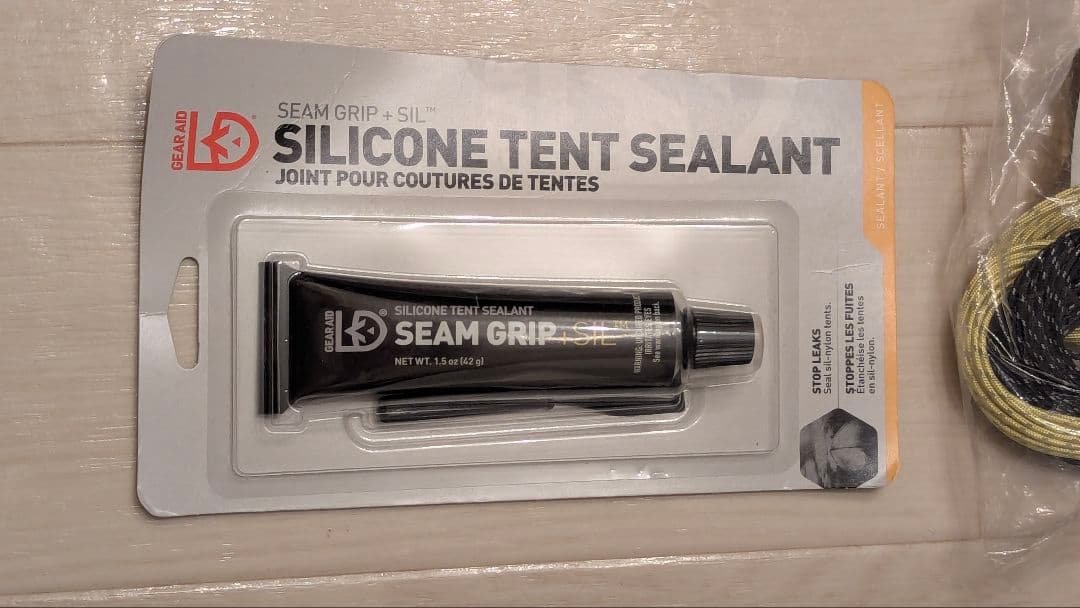 GEAR AID
SEAM GRIP + SIL™
SILICONE TENT SEALANT
JOINT POUR COUTURES DE TENTES
SEALANT / SCELLANT
GEAR AID
SILICONE TENT SEALANT
SEAM GRIP +SIL™
NET WT. 1.5 oz (42 g)
STOP LEAKS
Seal sil-nylon tents.
STOPPES LES FUITES
Étanchéise les tentes
en sil-nylon.